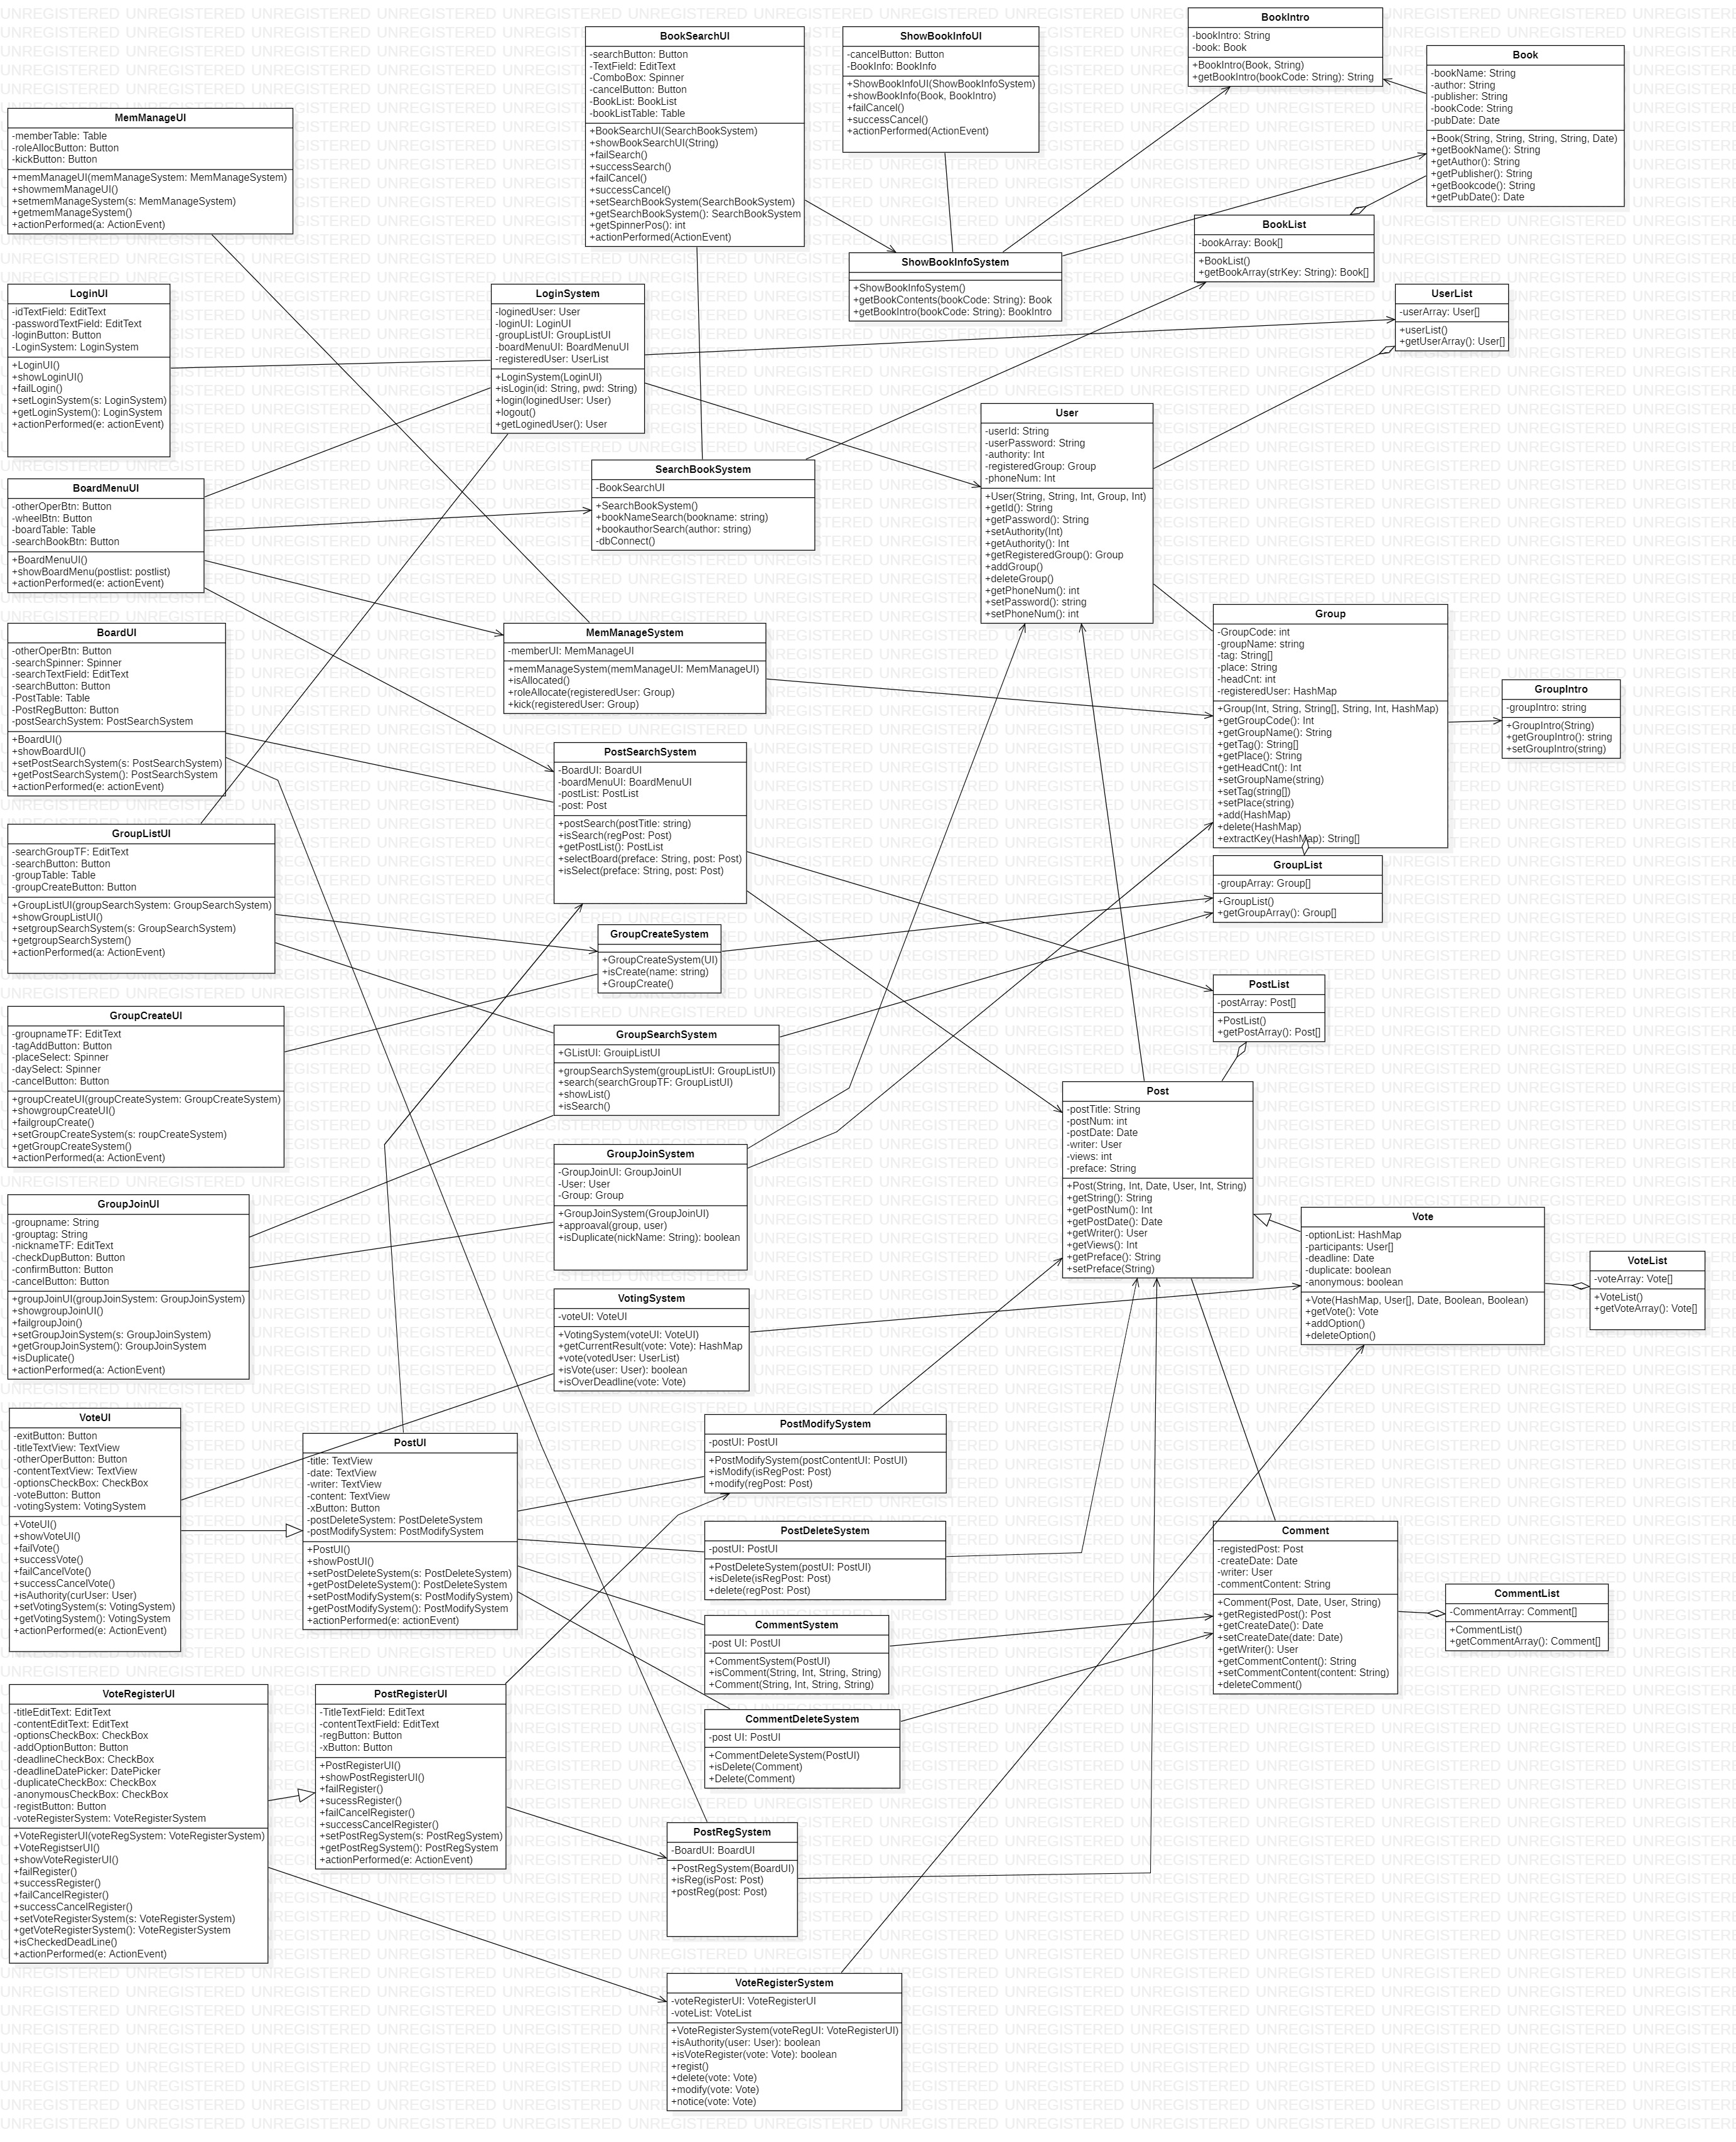 BookIntro
-bookIntro: String
-book: Book
+BookIntro(Book, String)
+getBookIntro(bookCode: String): String
BookSearchUI
-searchButton: Button
-TextField: EditText
-ComboBox: Spinner
-cancelButton: Button
-BookList: BookList
-bookListTable: Table
+BookSearchUI(SearchBookSystem)
+showBookSearchUI(String)
+failSearch()
+successSearch()
+failCancel()
+successCancel()
+setSearchBookSystem(SearchBookSystem)
+getSearchBookSystem(): SearchBookSystem
+getSpinnerPos(): int
+actionPerformed(ActionEvent)
ShowBookInfoUI
-cancelButton: Button
-BookInfo: BookInfo
+ShowBookInfoUI(ShowBookInfoSystem)
+showBookInfo(Book, BookIntro)
+failCancel()
+successCancel()
+actionPerformed(ActionEvent)
Book
-bookName: String
-author: String
-publisher: String
-bookCode: String
-pubDate: Date
+Book(String, String, String, String, Date)
+getBookName(): String
+getAuthor(): String
+getPublisher(): String
+getBookcode(): String
+getPubDate(): Date
MemManageUI
-memberTable: Table
-roleAllocButton: Button
-kickButton: Button
+memManageUI(memManageSystem: MemManageSystem)
+showmemManageUI()
+setmemManageSystem(s: MemManageSystem)
+getmemManageSystem()
+actionPerformed(a: ActionEvent)
BookList
-bookArray: Book[]
+BookList()
+getBookArray(strKey: String): Book[]
ShowBookInfoSystem
+ShowBookInfoSystem()
+getBookContents(bookCode: String): Book
+getBookIntro(bookCode: String): BookIntro
LoginUI
-idTextField: EditText
-passwordTextField: EditText
-loginButton: Button
-LoginSystem: LoginSystem
+LoginUI()
+showLoginUI()
+failLogin()
+setLoginSystem(s: LoginSystem)
+getLoginSystem(): LoginSystem
+actionPerformed(e: actionEvent)
LoginSystem
-loginedUser: User
-loginUI: LoginUI
-groupListUI: GroupListUI
-boardMenuUI: BoardMenuUI
-registeredUser: UserList
+LoginSystem(LoginUI)
+isLogin(id: String, pwd: String)
+login(loginedUser: User)
+logout()
+getLoginedUser(): User
UserList
-userArray: User[]
+userList()
+getUserArray(): User[]
User
-userId: String
-userPassword: String
-authority: Int
-registeredGroup: Group
-phoneNum: Int
+User(String, String, Int, Group, Int)
+getId(): String
+getPassword(): String
+setAuthority(Int)
+getAuthority(): Int
+getRegisteredGroup(): Group
+addGroup()
+deleteGroup()
+getPhoneNum(): int
+setPassword(): string
+setPhoneNum(): int
SearchBookSystem
-BookSearchUI
+SearchBookSystem()
+bookNameSearch(bookname: string)
+bookauthorSearch(author: string)
-dbConnect()
BoardMenuUI
-otherOperBtn: Button
-wheelBtn: Button
-boardTable: Table
-searchBookBtn: Button
+BoardMenuUI()
+showBoardMenu(postlist: postlist)
+actionPerformed(e: actionEvent)
Group
-GroupCode: int
-groupName: string
-tag: String[]
-place: String
-headCnt: int
-registeredUser: HashMap
+Group(Int, String, String[], String, Int, HashMap)
+getGroupCode(): Int
+getGroupName(): String
+getTag(): String[]
+getPlace(): String
+getHeadCnt(): Int
+setGroupName(string)
+setTag(string[])
+setPlace(string)
+add(HashMap)
+delete(HashMap)
+extractKey(HashMap): String[]
BoardUI
-otherOperBtn: Button
-searchSpinner: Spinner
-searchTextField: EditText
-searchButton: Button
-PostTable: Table
-PostRegButton: Button
-postSearchSystem: PostSearchSystem
+BoardUI()
+showBoardUI()
+setPostSearchSystem(s: PostSearchSystem)
+getPostSearchSystem(): PostSearchSystem
+actionPerformed(e: actionEvent)
MemManageSystem
-memberUI: MemManageUI
+memManageSystem(memManageUI: MemManageUI)
+isAllocated()
+roleAllocate(registeredUser: Group)
+kick(registeredUser: Group)
GroupIntro
-groupIntro: string
+GroupIntro(String)
+getGroupIntro(): string
+setGroupIntro(string)
PostSearchSystem
-BoardUI: BoardUI
-boardMenuUI: BoardMenuUI
-postList: PostList
-post: Post
+postSearch(postTitle: string)
+isSearch(regPost: Post)
+getPostList(): PostList
+selectBoard(preface: String, post: Post)
+isSelect(preface: String, post: Post)
GroupListUI
-searchGroupTF: EditText
-searchButton: Button
-groupTable: Table
-groupCreateButton: Button
+GroupListUI(groupSearchSystem: GroupSearchSystem)
+showGroupListUI()
+setgroupSearchSystem(s: GroupSearchSystem)
+getgroupSearchSystem()
+actionPerformed(a: ActionEvent)
GroupList
-groupArray: Group[]
+GroupList()
+getGroupArray(): Group[]
GroupCreateSystem
+GroupCreateSystem(UI)
+isCreate(name: string)
+GroupCreate()
PostList
-postArray: Post[]
+PostList()
+getPostArray(): Post[]
GroupCreateUI
-groupnameTF: EditText
-tagAddButton: Button
-placeSelect: Spinner
-daySelect: Spinner
-cancelButton: Button
+groupCreateUI(groupCreateSystem: GroupCreateSystem)
+showgroupCreateUI()
+failgroupCreate()
+setGroupCreateSystem(s: roupCreateSystem)
+getGroupCreateSystem()
+actionPerformed(a: ActionEvent)
GroupSearchSystem
+GListUI: GrouipListUI
+groupSearchSystem(groupListUI: GroupListUI)
+search(searchGroupTF: GroupListUI)
+showList()
+isSearch()
Post
-postTitle: String
-postNum: int
-postDate: Date
-writer: User
-views: int
-preface: String
+Post(String, Int, Date, User, Int, String)
+getString(): String
+getPostNum(): Int
+getPostDate(): Date
+getWriter(): User
+getViews(): Int
+getPreface(): String
+setPreface(String)
GroupJoinSystem
-GroupJoinUI: GroupJoinUI
-User: User
-Group: Group
+GroupJoinSystem(GroupJoinUI)
+approaval(group, user)
+isDuplicate(nickName: String): boolean
GroupJoinUI
-groupname: String
-grouptag: String
-nicknameTF: EditText
-checkDupButton: Button
-confirmButton: Button
-cancelButton: Button
+groupJoinUI(groupJoinSystem: GroupJoinSystem)
+showgroupJoinUI()
+failgroupJoin()
+setGroupJoinSystem(s: GroupJoinSystem)
+getGroupJoinSystem(): GroupJoinSystem
+isDuplicate()
+actionPerformed(a: ActionEvent)
Vote
-optionList: HashMap
-participants: User[]
-deadline: Date
-duplicate: boolean
-anonymous: boolean
+Vote(HashMap, User[], Date, Boolean, Boolean)
+getVote(): Vote
+addOption()
+deleteOption()
VoteList
-voteArray: Vote[]
+VoteList()
+getVoteArray(): Vote[]
VotingSystem
-voteUI: VoteUI
+VotingSystem(voteUI: VoteUI)
+getCurrentResult(vote: Vote): HashMap
+vote(votedUser: UserList)
+isVote(user: User): boolean
+isOverDeadline(vote: Vote)
VoteUI
-exitButton: Button
-titleTextView: TextView
-otherOperButton: Button
-contentTextView: TextView
-optionsCheckBox: CheckBox
-voteButton: Button
-votingSystem: VotingSystem
+VoteUI()
+showVoteUI()
+failVote()
+successVote()
+failCancelVote()
+successCancelVote()
+isAuthority(curUser: User)
+setVotingSystem(s: VotingSystem)
+getVotingSystem(): VotingSystem
+actionPerformed(e: ActionEvent)
PostUI
-title: TextView
-date: TextView
-writer: TextView
-content: TextView
-xButton: Button
-postDeleteSystem: PostDeleteSystem
-postModifySystem: PostModifySystem
+PostUI()
+showPostUI()
+setPostDeleteSystem(s: PostDeleteSystem)
+getPostDeleteSystem(): PostDeleteSystem
+setPostModifySystem(s: PostModifySystem)
+getPostModifySystem(): PostModifySystem
+actionPerformed(e: actionEvent)
PostModifySystem
-postUI: PostUI
+PostModifySystem(postContentUI: PostUI)
+isModify(isRegPost: Post)
+modify(regPost: Post)
PostDeleteSystem
-postUI: PostUI
+PostDeleteSystem(postUI: PostUI)
+isDelete(isRegPost: Post)
+delete(regPost: Post)
Comment
-registedPost: Post
-createDate: Date
-writer: User
-commentContent: String
+Comment(Post, Date, User, String)
+getRegistedPost(): Post
+getCreateDate(): Date
+setCreateDate(date: Date)
+getWriter(): User
+getCommentContent(): String
+setCommentContent(content: String)
+deleteComment()
CommentList
-CommentArray: Comment[]
+CommentList()
+getCommentArray(): Comment[]
CommentSystem
-post UI: PostUI
+CommentSystem(PostUI)
+isComment(String, Int, String, String)
+Comment(String, Int, String, String)
VoteRegisterUI
-titleEditText: EditText
-contentEditText: EditText
-optionsCheckBox: CheckBox
-addOptionButton: Button
-deadlineCheckBox: CheckBox
-deadlineDatePicker: DatePicker
-duplicateCheckBox: CheckBox
-anonymousCheckBox: CheckBox
-registButton: Button
-voteRegisterSystem: VoteRegisterSystem
+VoteRegisterUI(voteRegSystem: VoteRegisterSystem)
+VoteRegistserUI()
+showVoteRegisterUI()
+failRegister()
+successRegister()
+failCancelRegister()
+successCancelRegister()
+setVoteRegisterSystem(s: VoteRegisterSystem)
+getVoteRegisterSystem(): VoteRegisterSystem
+isCheckedDeadLine()
+actionPerformed(e: ActionEvent)
PostRegisterUI
-TitleTextField: EditText
-contentTextField: EditText
-regButton: Button
-xButton: Button
+PostRegisterUI()
+showPostRegisterUI()
+failRegister()
+sucessRegister()
+failCancelRegister()
+successCancelRegister()
+setPostRegSystem(s: PostRegSystem)
+getPostRegSystem(): PostRegSystem
+actionPerformed(e: ActionEvent)
CommentDeleteSystem
-post UI: PostUI
+CommentDeleteSystem(PostUI)
+isDelete(Comment)
+Delete(Comment)
PostRegSystem
-BoardUI: BoardUI
+PostRegSystem(BoardUI)
+isReg(isPost: Post)
+postReg(post: Post)
VoteRegisterSystem
-voteRegisterUI: VoteRegisterUI
-voteList: VoteList
+VoteRegisterSystem(voteRegUI: VoteRegisterUI)
+isAuthority(user: User): boolean
+isVoteRegister(vote: Vote): boolean
+regist()
+delete(vote: Vote)
+modify(vote: Vote)
+notice(vote: Vote)